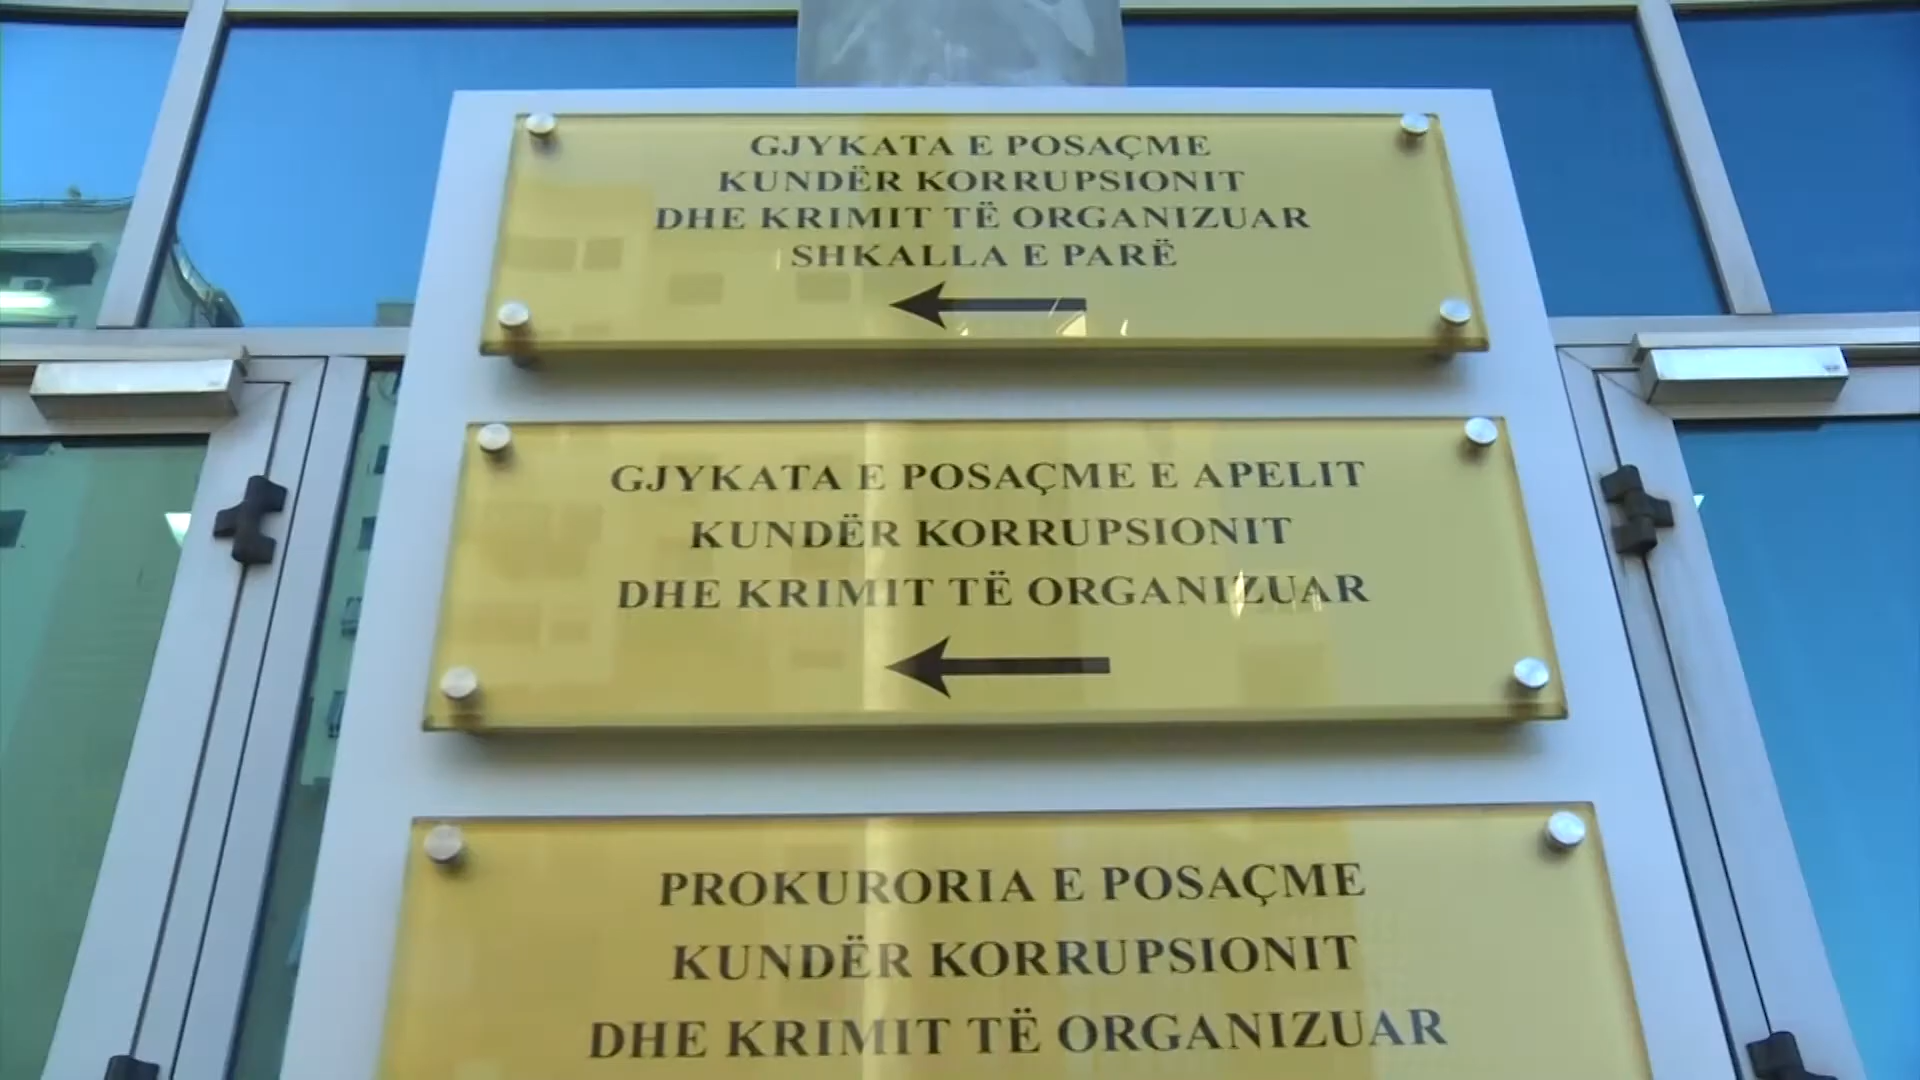 GJYKATA E POSAÇME
KUNDËR KORRUPSIONIT
DHE KRIMIT TË ORGANIZUAR
SHKALLA E PARË
GJYKATA E POSAÇME E APELIT
KUNDËR KORRUPSIONIT
DHE KRIMIT TË ORGANIZUAR
PROKURORIA E POSAÇME
KUNDËR KORRUPSIONIT
DHE KRIMIT TË ORGANIZUAR